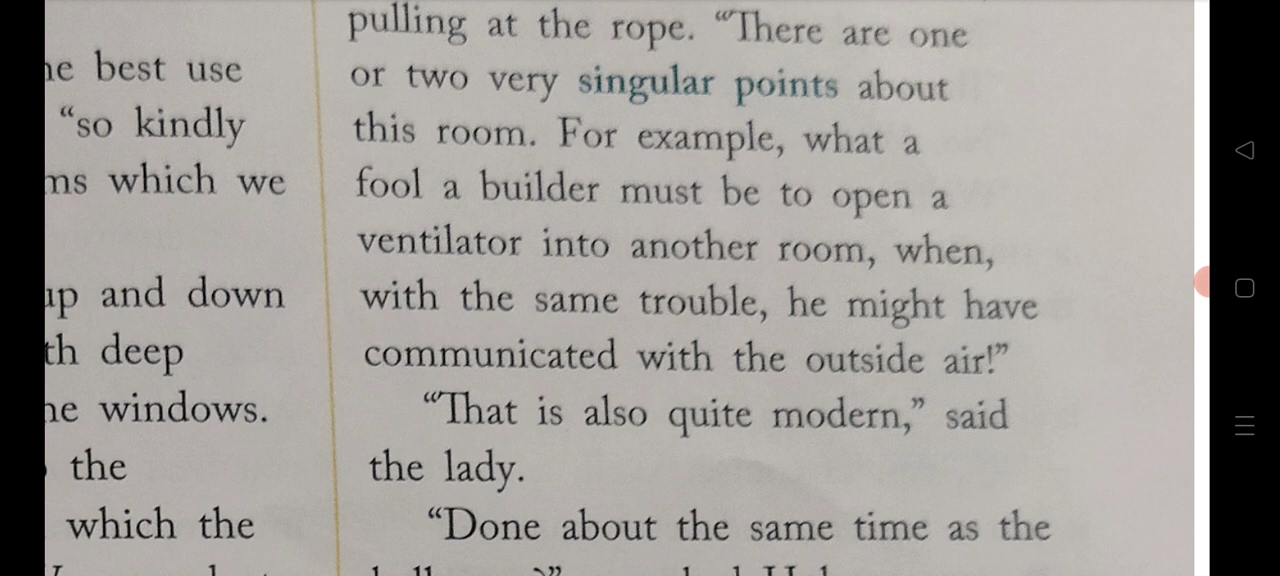 he best use
"so kindly
ms which we
up and down
th deep
he windows.
the
which the
pulling at the rope. "There are one
or two very singular points about
this room. For example, what a
fool a builder must be to open a
ventilator into another room, when,
with the same trouble, he might have
communicated with the outside air!"
"That is also quite modern," said
the lady.
"Done about the same time as the